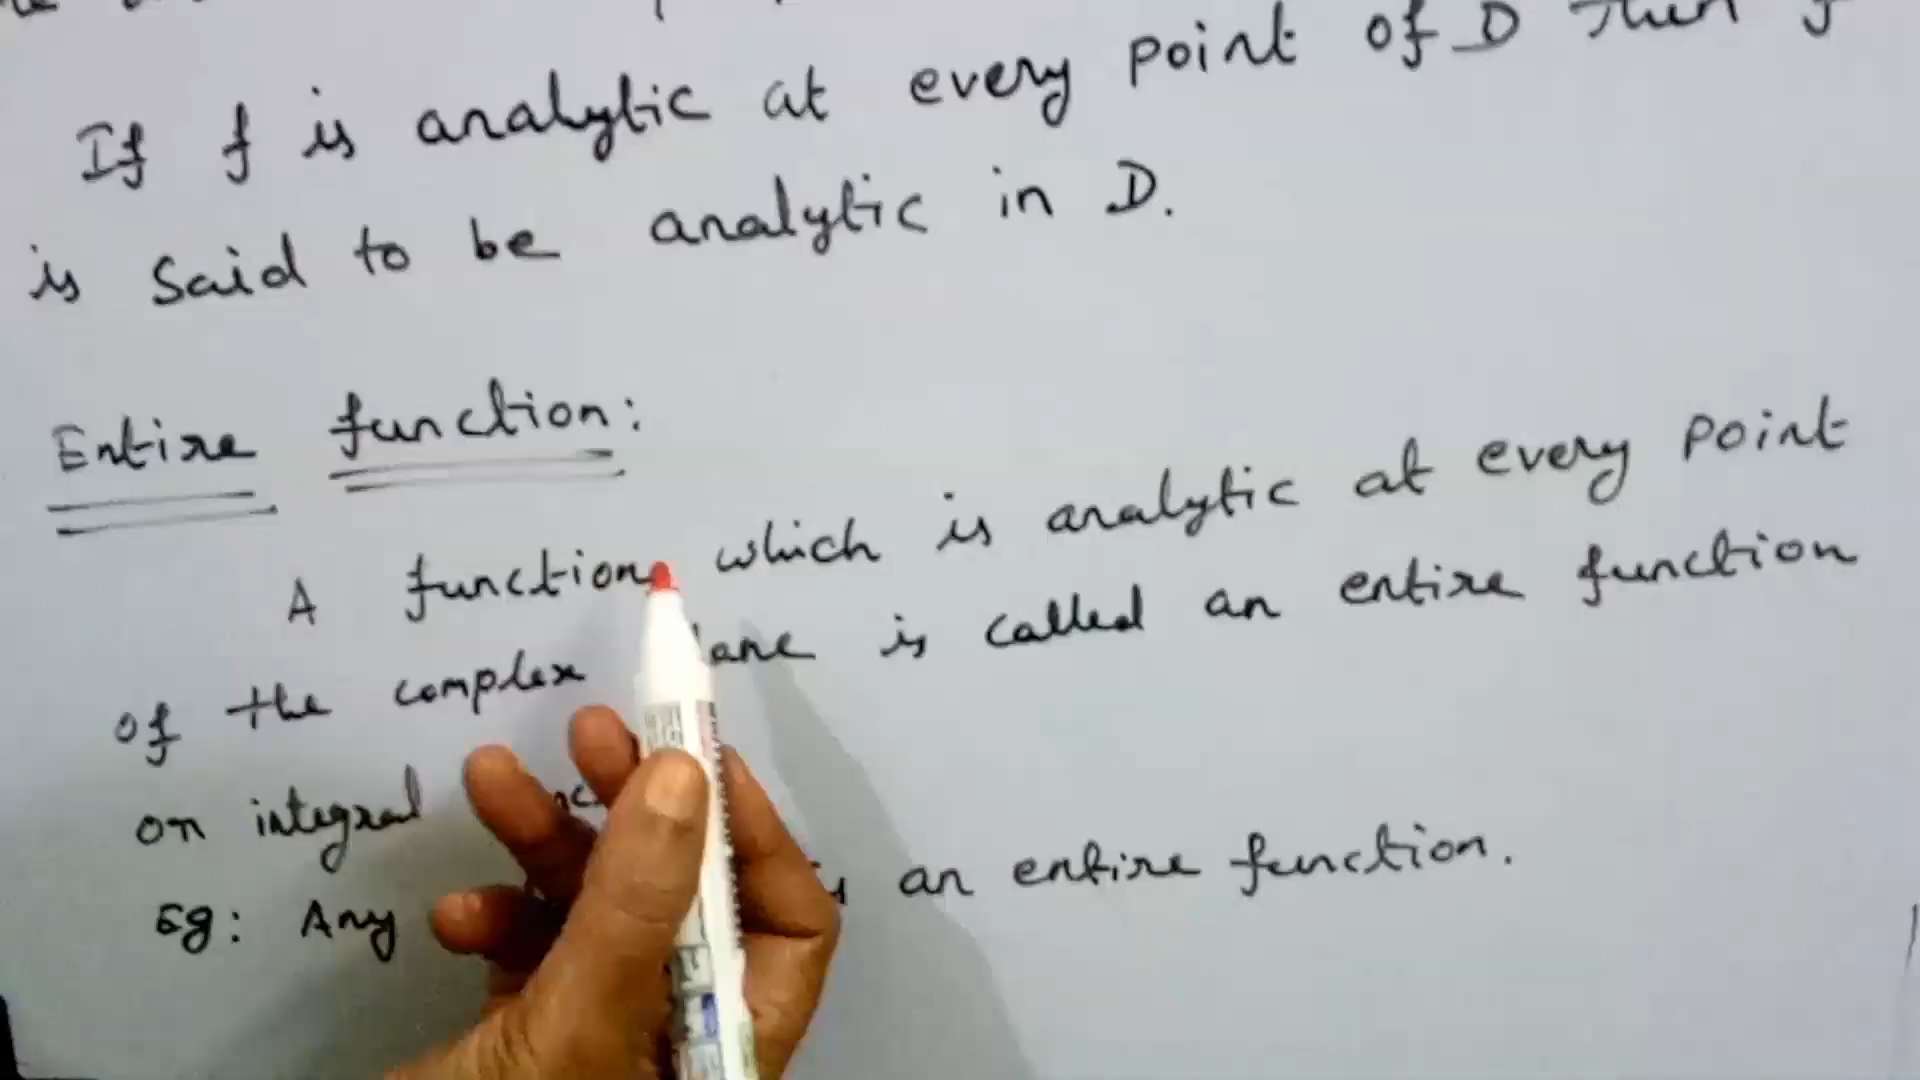 If f is analytic at every point of D then f
is said to be analytic in D.
Entire function:
A function which is analytic at every point
of the complex is called an entire function
on integral
Eg: Any an entire function.